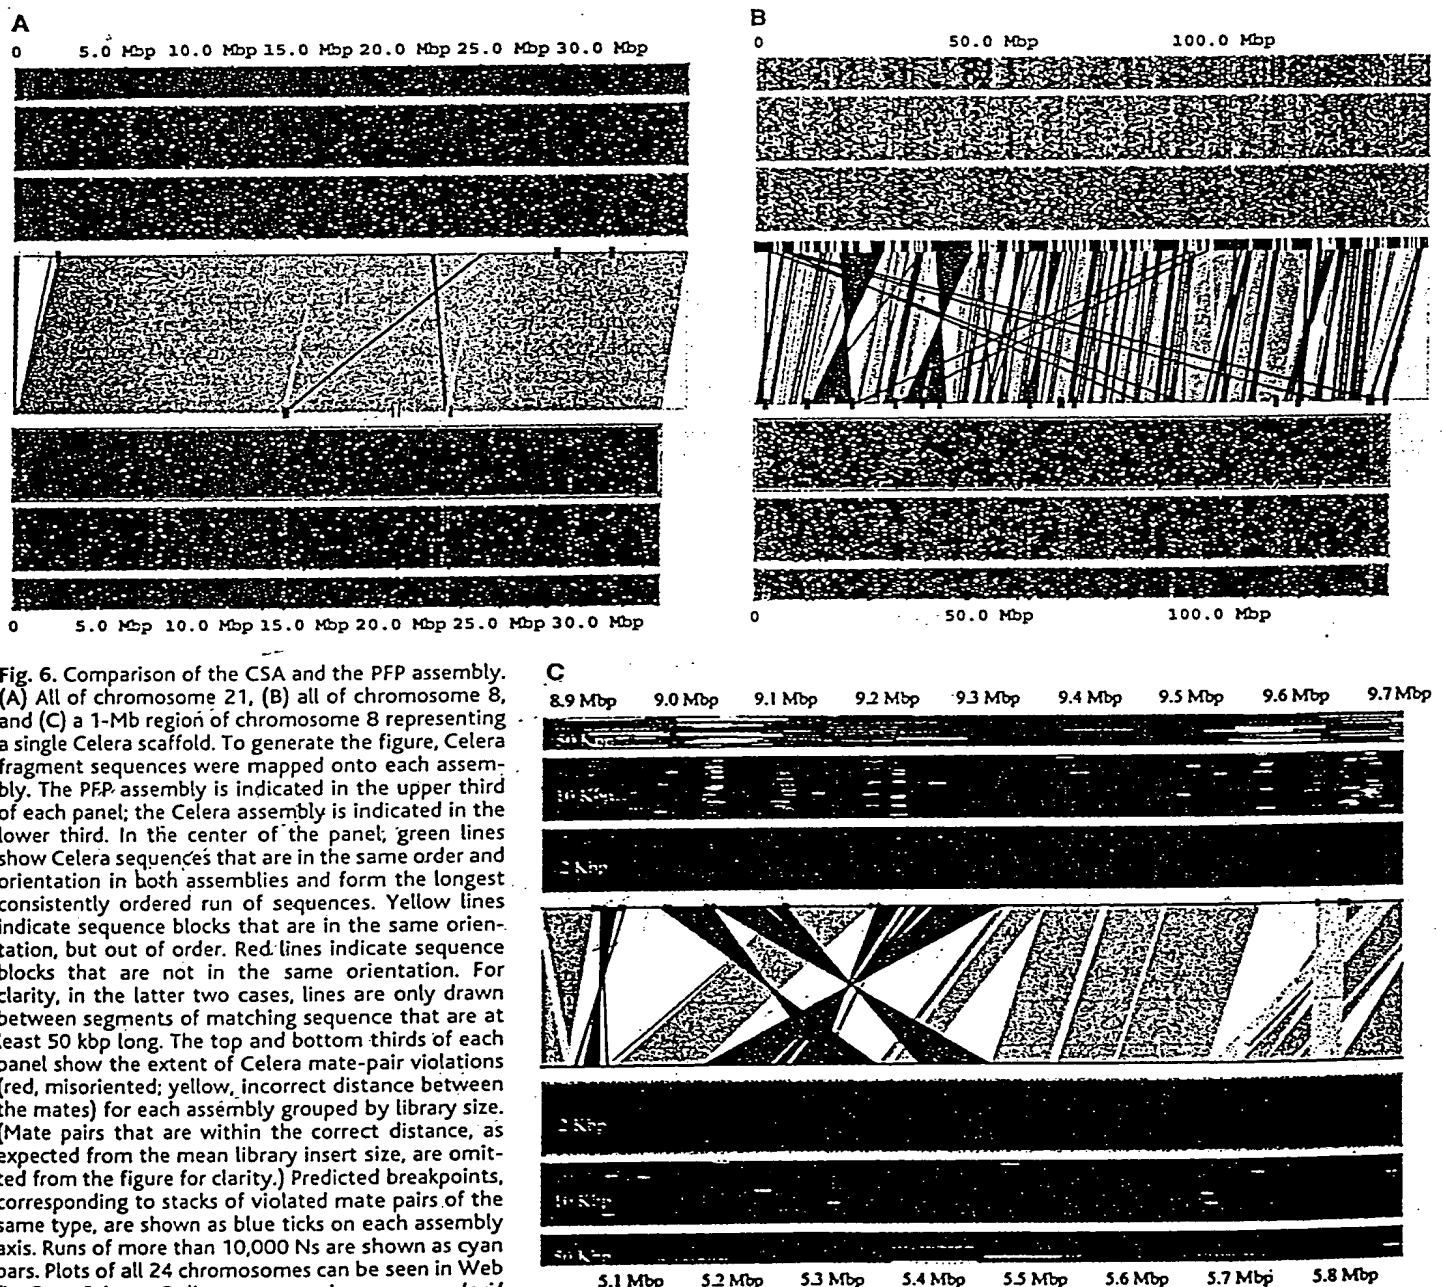 A
0 5.0 Mbp 10.0 Mbp 15.0 Mbp 20.0 Mbp 25.0 Mbp 30.0 Mbp
0 5.0 Mbp 10.0 Mbp 15.0 Mbp 20.0 Mbp 25.0 Mbp 30.0 Mbp
B
0 50.0 Mbp 100.0 Mbp
0 50.0 Mbp 100.0 Mbp
Fig. 6. Comparison of the CSA and the PFP assembly.
(A) All of chromosome 21, (B) all of chromosome 8,
and (C) a 1-Mb region of chromosome 8 representing
a single Celera scaffold. To generate the figure, Celera
fragment sequences were mapped onto each assem-
bly. The PFP assembly is indicated in the upper third
of each panel; the Celera assembly is indicated in the
lower third. In the center of the panel, green lines
show Celera sequences that are in the same order and
orientation in both assemblies and form the longest
consistently ordered run of sequences. Yellow lines
indicate sequence blocks that are in the same orien-
tation, but out of order. Red lines indicate sequence
blocks that are not in the same orientation. For
clarity, in the latter two cases, lines are only drawn
between segments of matching sequence that are at
least 50 kbp long. The top and bottom thirds of each
panel show the extent of Celera mate-pair violations
(red, misoriented; yellow, incorrect distance between
the mates) for each assembly grouped by library size.
(Mate pairs that are within the correct distance, as
expected from the mean library insert size, are omit-
ted from the figure for clarity.) Predicted breakpoints,
corresponding to stacks of violated mate pairs of the
same type, are shown as blue ticks on each assembly
axis. Runs of more than 10,000 Ns are shown as cyan
bars. Plots of all 24 chromosomes can be seen in Web
C
8.9 Mbp 9.0 Mbp 9.1 Mbp 9.2 Mbp 9.3 Mbp 9.4 Mbp 9.5 Mbp 9.6 Mbp 9.7 Mbp
50 Kbp
10 Kbp
2 Kbp
2 Kbp
10 Kbp
50 Kbp
5.1 Mbp 5.2 Mbp 5.3 Mbp 5.4 Mbp 5.5 Mbp 5.6 Mbp 5.7 Mbp 5.8 Mbp